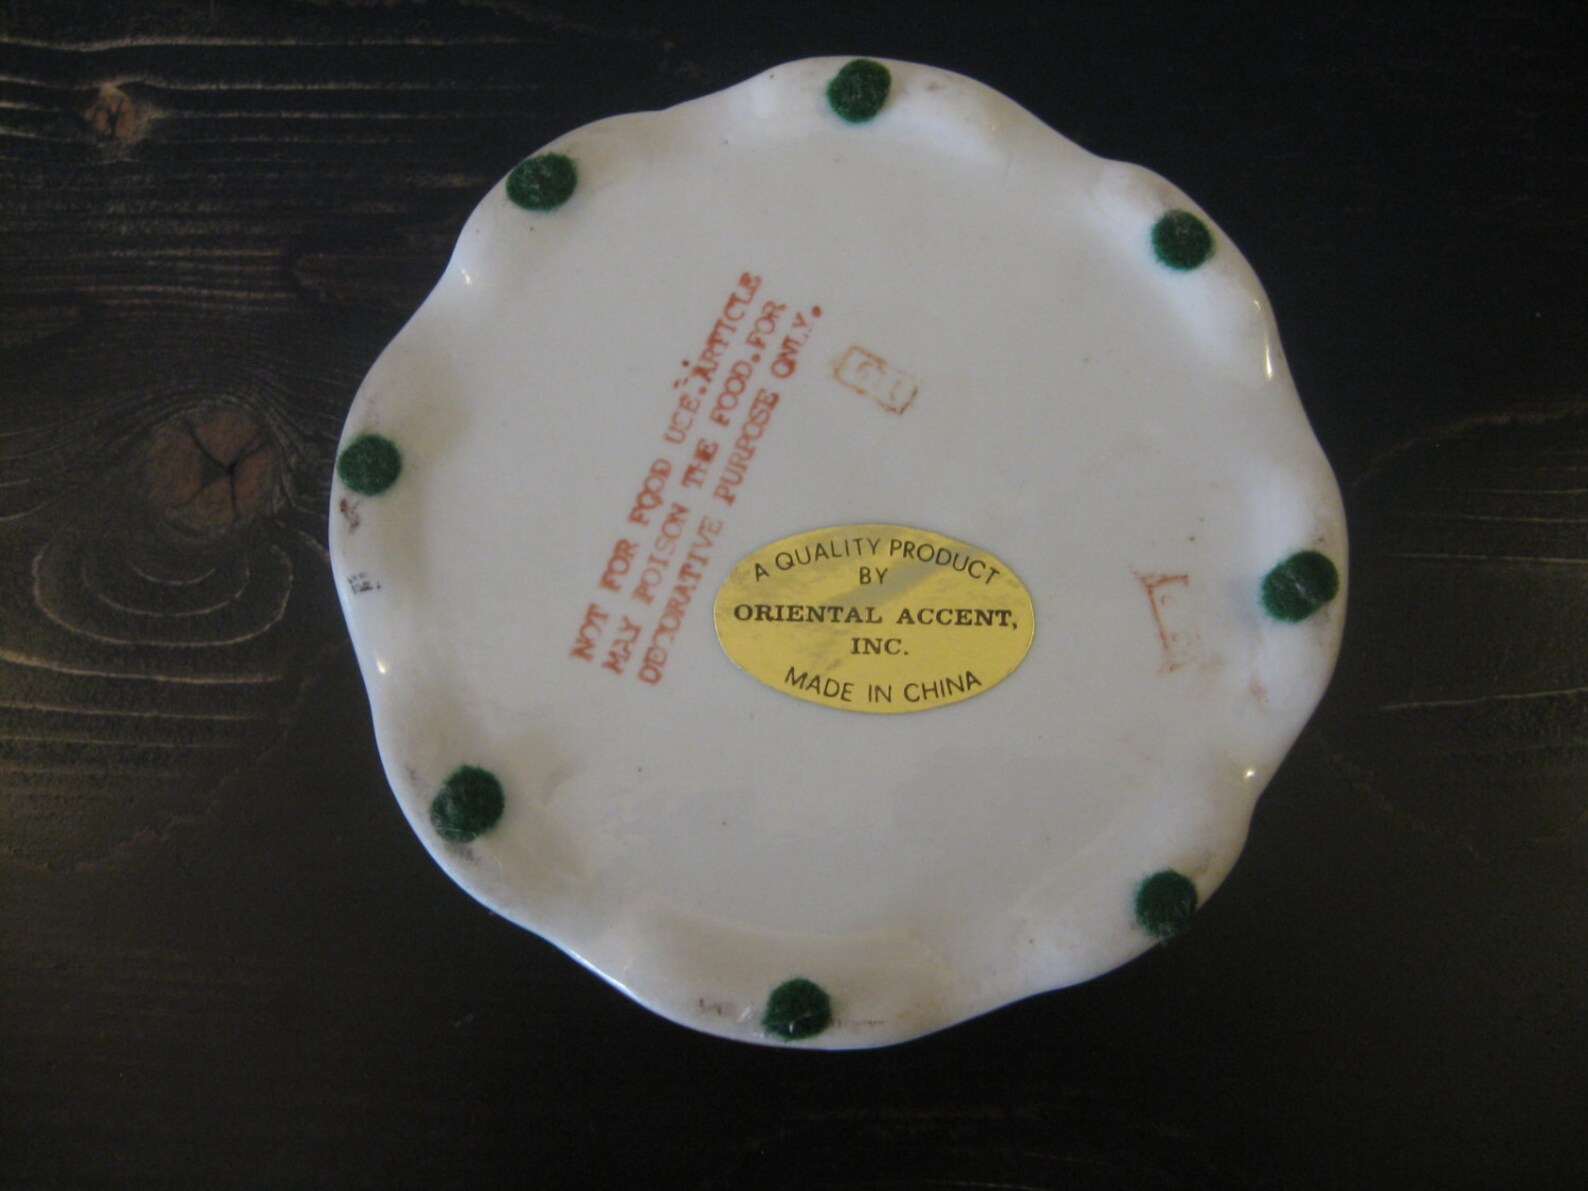 NOT FOR FOOD USE. ARTICLE
MAY POISON THE FOOD. FOR
DECORATIVE PURPOSE ONLY.
A QUALITY PRODUCT
BY
ORIENTAL ACCENT,
INC.
MADE IN CHINA